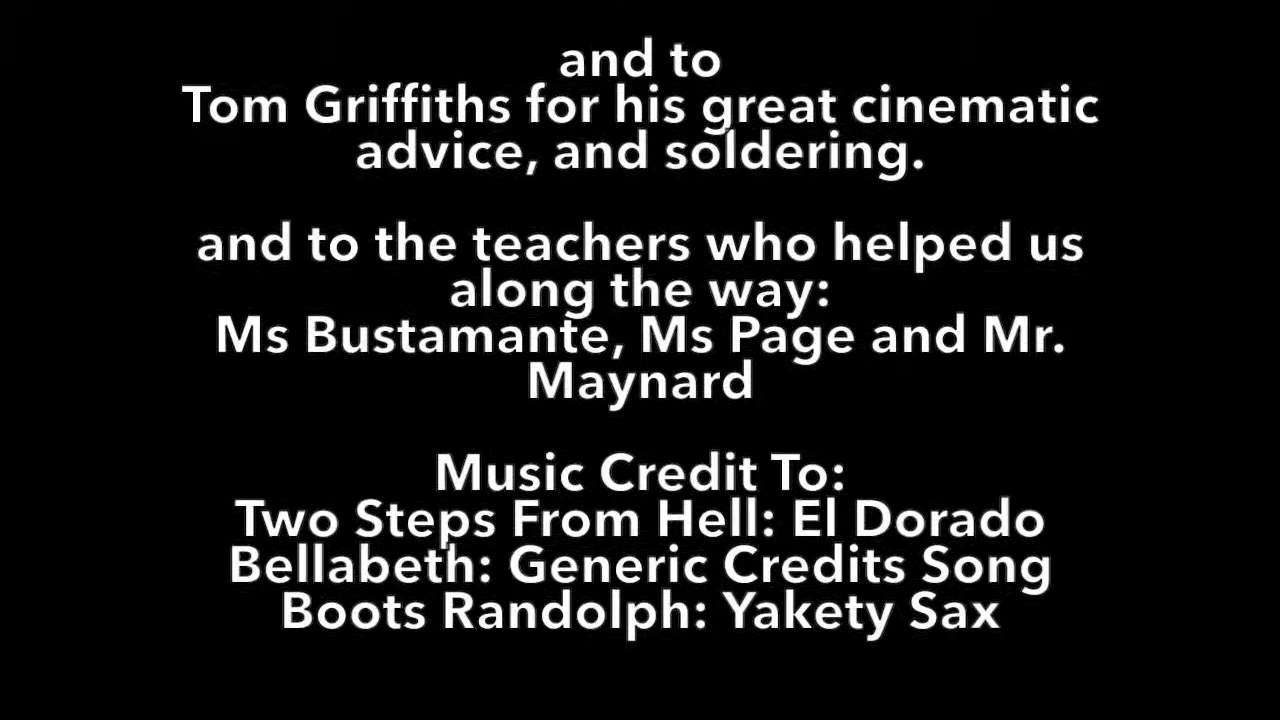 and to
Tom Griffiths for his great cinematic
advice, and soldering.
and to the teachers who helped us
along the way:
Ms Bustamante, Ms Page and Mr.
Maynard
Music Credit To:
Two Steps From Hell: El Dorado
Bellabeth: Generic Credits Song
Boots Randolph: Yakety Sax